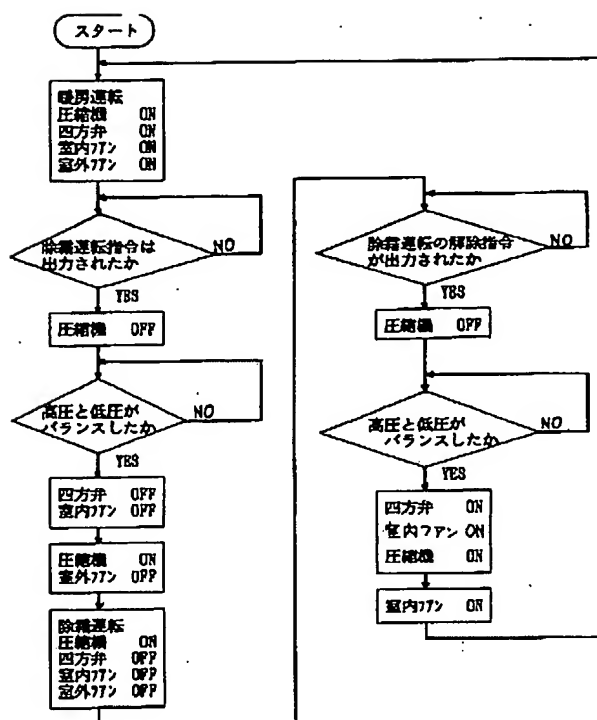 スタート
暖房運転
圧縮機 ON
四方弁 ON
室内ファン ON
室外ファン ON
除霜運転指令は
出力されたか
NO
YES
圧縮機 OFF
高圧と低圧が
バランスしたか
NO
YES
四方弁 OFF
室内ファン OFF
圧縮機 ON
室外ファン OFF
除霜運転
圧縮機 ON
四方弁 OFF
室内ファン OFF
室外ファン OFF
除霜運転の解除指令
が出力されたか
NO
YES
圧縮機 OFF
高圧と低圧が
バランスしたか
NO
YES
四方弁 ON
室内ファン ON
圧縮機 ON
室内ファン ON